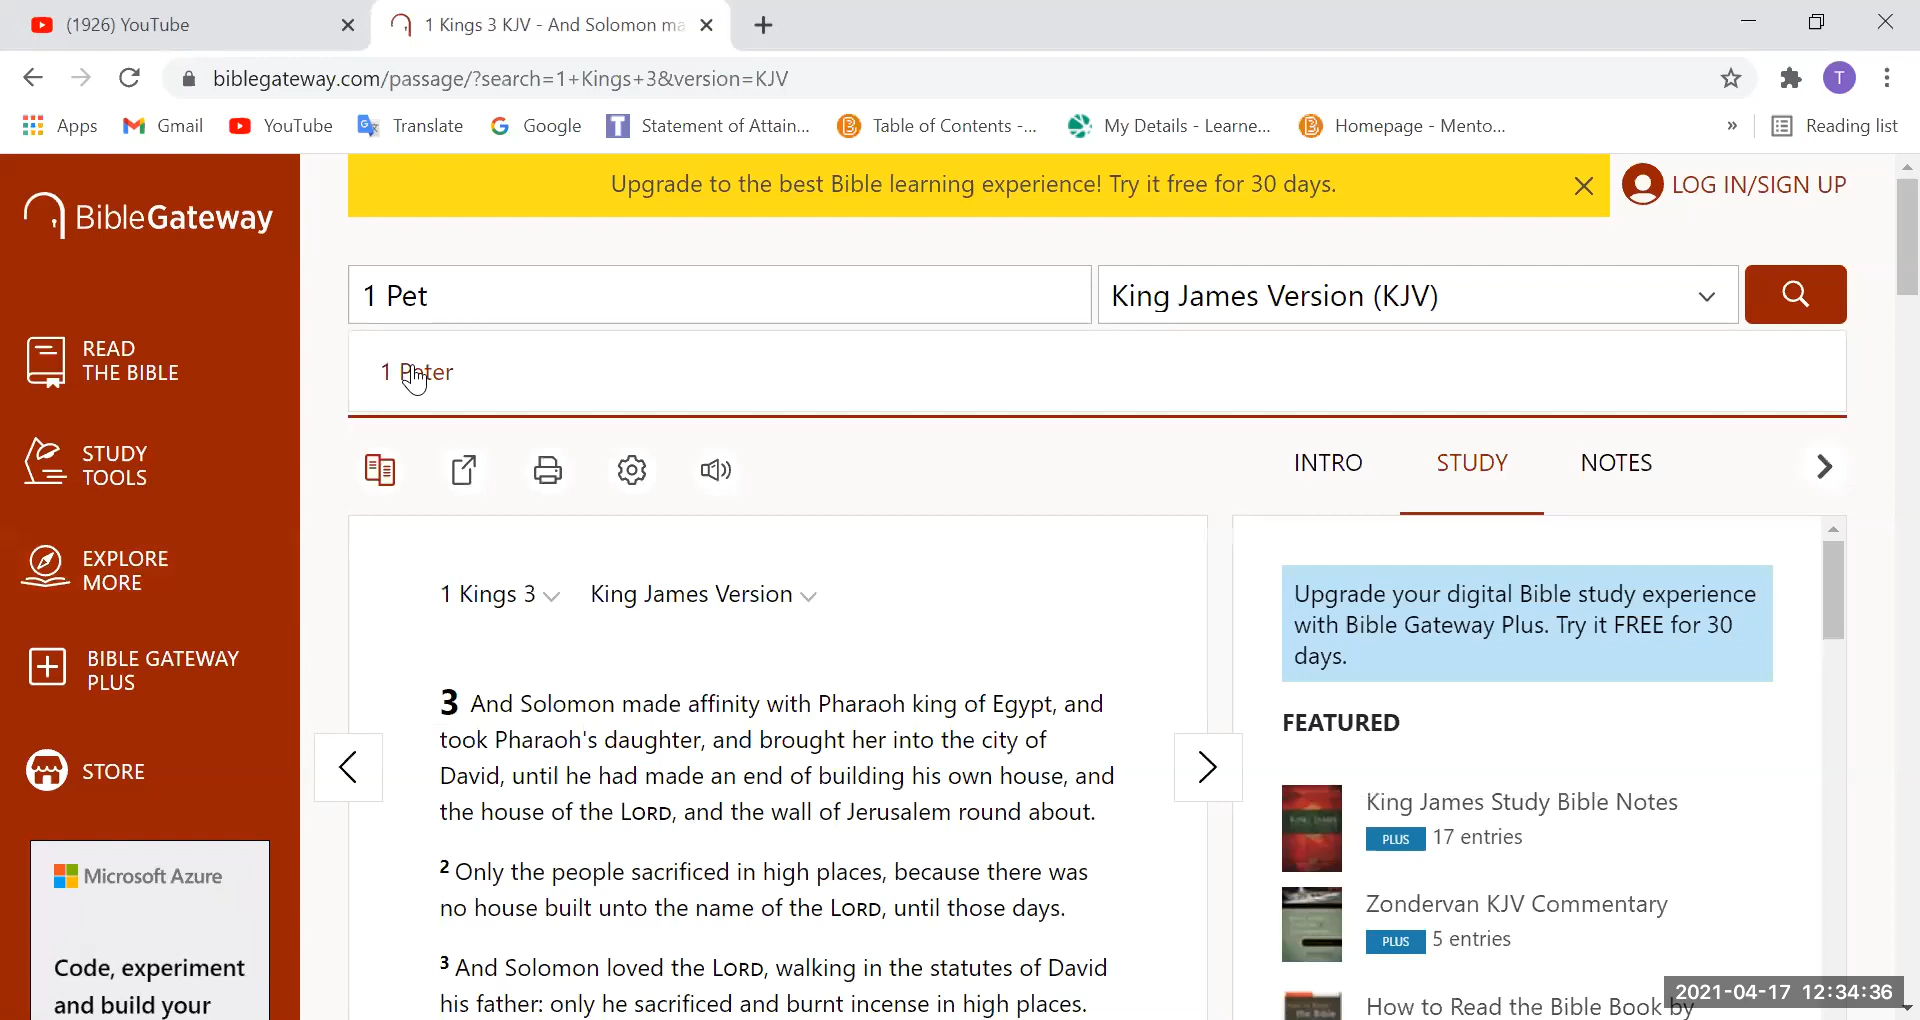 (1926) YouTube
1 Kings 3 KJV - And Solomon ma
biblegateway.com/passage/?search=1+Kings+3&version=KJV
T
Apps
Gmail
YouTube
Translate
Google
Statement of Attain...
Table of Contents -...
My Details - Learne...
Homepage - Mento...
»
Reading list
BibleGateway
Upgrade to the best Bible learning experience! Try it free for 30 days.
LOG IN/SIGN UP
1 Pet
King James Version (KJV)
1 Peter
READ
THE BIBLE
STUDY
TOOLS
EXPLORE
MORE
BIBLE GATEWAY
PLUS
STORE
Microsoft Azure
Code, experiment
and build your
INTRO
STUDY
NOTES
1 Kings 3
King James Version
3 And Solomon made affinity with Pharaoh king of Egypt, and
took Pharaoh's daughter, and brought her into the city of
David, until he had made an end of building his own house, and
the house of the LORD, and the wall of Jerusalem round about.
2 Only the people sacrificed in high places, because there was
no house built unto the name of the LORD, until those days.
3 And Solomon loved the LORD, walking in the statutes of David
his father: only he sacrificed and burnt incense in high places.
Upgrade your digital Bible study experience
with Bible Gateway Plus. Try it FREE for 30
days.
FEATURED
King James Study Bible Notes
PLUS 17 entries
Zondervan KJV Commentary
PLUS 5 entries
How to Read the Bible Book by
2021-04-17 12:34:36